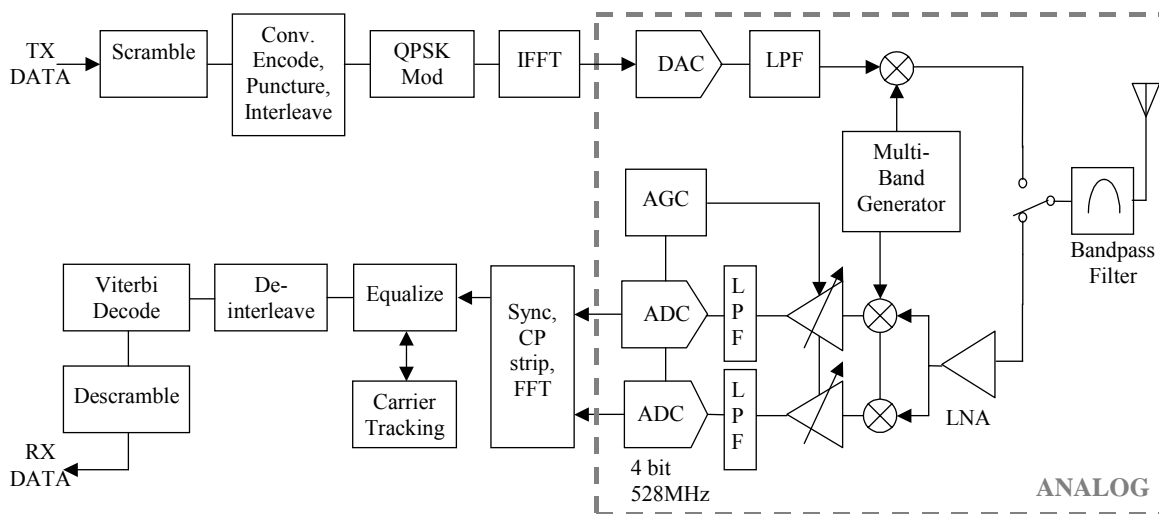 TX
DATA
Scramble
Conv.
Encode,
Puncture,
Interleave
QPSK
Mod
IFFT
DAC
LPF
Multi-
Band
Generator
Bandpass
Filter
AGC
Viterbi
Decode
De-
interleave
Equalize
Sync,
CP
strip,
FFT
ADC
L
P
F
Descramble
Carrier
Tracking
ADC
L
P
F
LNA
RX
DATA
4 bit
528MHz
ANALOG